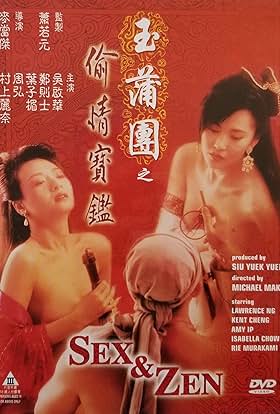 玉蒲團之
偷情寶鑑
監製
蕭若元
導演
麥當傑
主演
吳啟華
鄭則士
葉子楣
周弘
村上麗奈
produced by
SIU YUEK YUEN
directed by
MICHAEL MAK
starring
LAWRENCE NG
KENT CHENG
AMY IP
ISABELLA CHOW
RIE MURAKAMI
SEX & ZEN
III
DVD
VIDEO